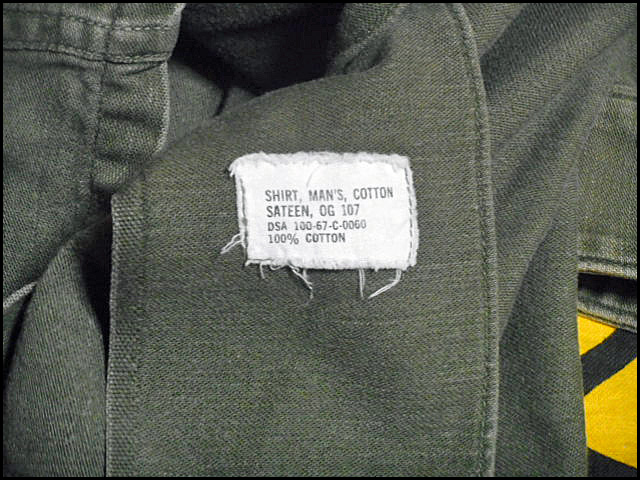 SHIRT, MAN'S, COTTON
SATEEN, OG 107
DSA 100-67-C-0060
100% COTTON